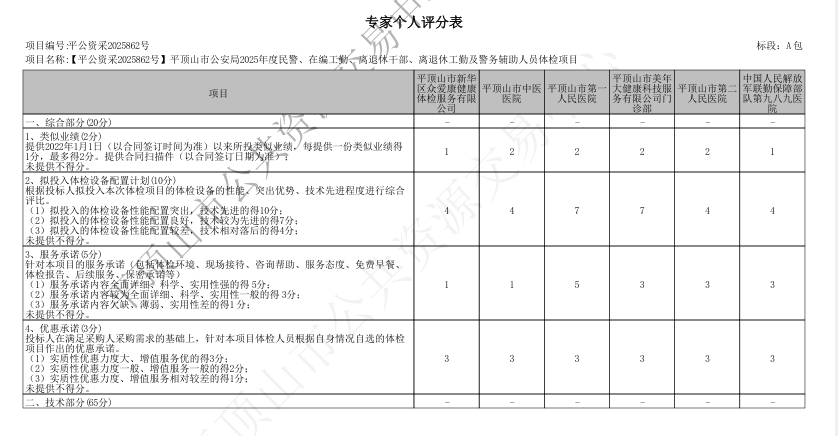 专家个人评分表
项目编号:平公资采2025862号 标段: A包
项目名称:【平公资采2025862号】平顶山市公安局2025年度民警、在编工勤、离退休干部、离退休工勤及警务辅助人员体检项目
项目 平顶山市新华区众爱康健康体检服务有限公司 平顶山市中医医院 平顶山市第一人民医院 平顶山市美年大健康科技服务有限公司门诊部 平顶山市第二人民医院 中国人民解放军联勤保障部队第九八九医院
一、综合部分(20分) – – – – – –
1、类似业绩(2分)
提供2022年1月1日（以合同签订时间为准）以来所投类似业绩，每提供一份类似业绩得
1分，最多得2分。提供合同扫描件（以合同签订日期为准）；
未提供不得分。
1 2 2 2 2 1
2、拟投入体检设备配置计划(10分)
根据投标人拟投入本次体检项目的体检设备的性能、突出优势、技术先进程度进行综合
评比。
（1）拟投入的体检设备性能配置突出，技术先进的得10分；
（2）拟投入的体检设备性能配置良好，技术较为先进的得7分；
（3）拟投入的体检设备性能配置较差，技术相对落后的得4分；
未提供不得分。
4 4 7 7 4 4
3、服务承诺(5分)
针对本项目的服务承诺（包括体检环境、现场接待、咨询帮助、服务态度、免费早餐、
体检报告、后续服务、保密承诺等）
（1）服务承诺内容全面详细、科学、实用性强的得 5分；
（2）服务承诺内容较为全面详细、科学、实用性一般的得 3分；
（3）服务承诺内容欠缺、薄弱、实用性差的得1 分；
未提供不得分。
1 1 5 3 3 3
4、优惠承诺(3分)
投标人在满足采购人采购需求的基础上，针对本项目体检人员根据自身情况自选的体检
项目作出的优惠承诺。
（1）实质性优惠力度大、增值服务优的得3分；
（2）实质性优惠力度一般、增值服务一般的得2分；
（3）实质性优惠力度、增值服务相对较差的得1分；
未提供不得分。
3 3 3 3 3 3
二、技术部分(65分) – – – – – –
平顶山市公共资源交易中心
平顶山市公共资源交易中心